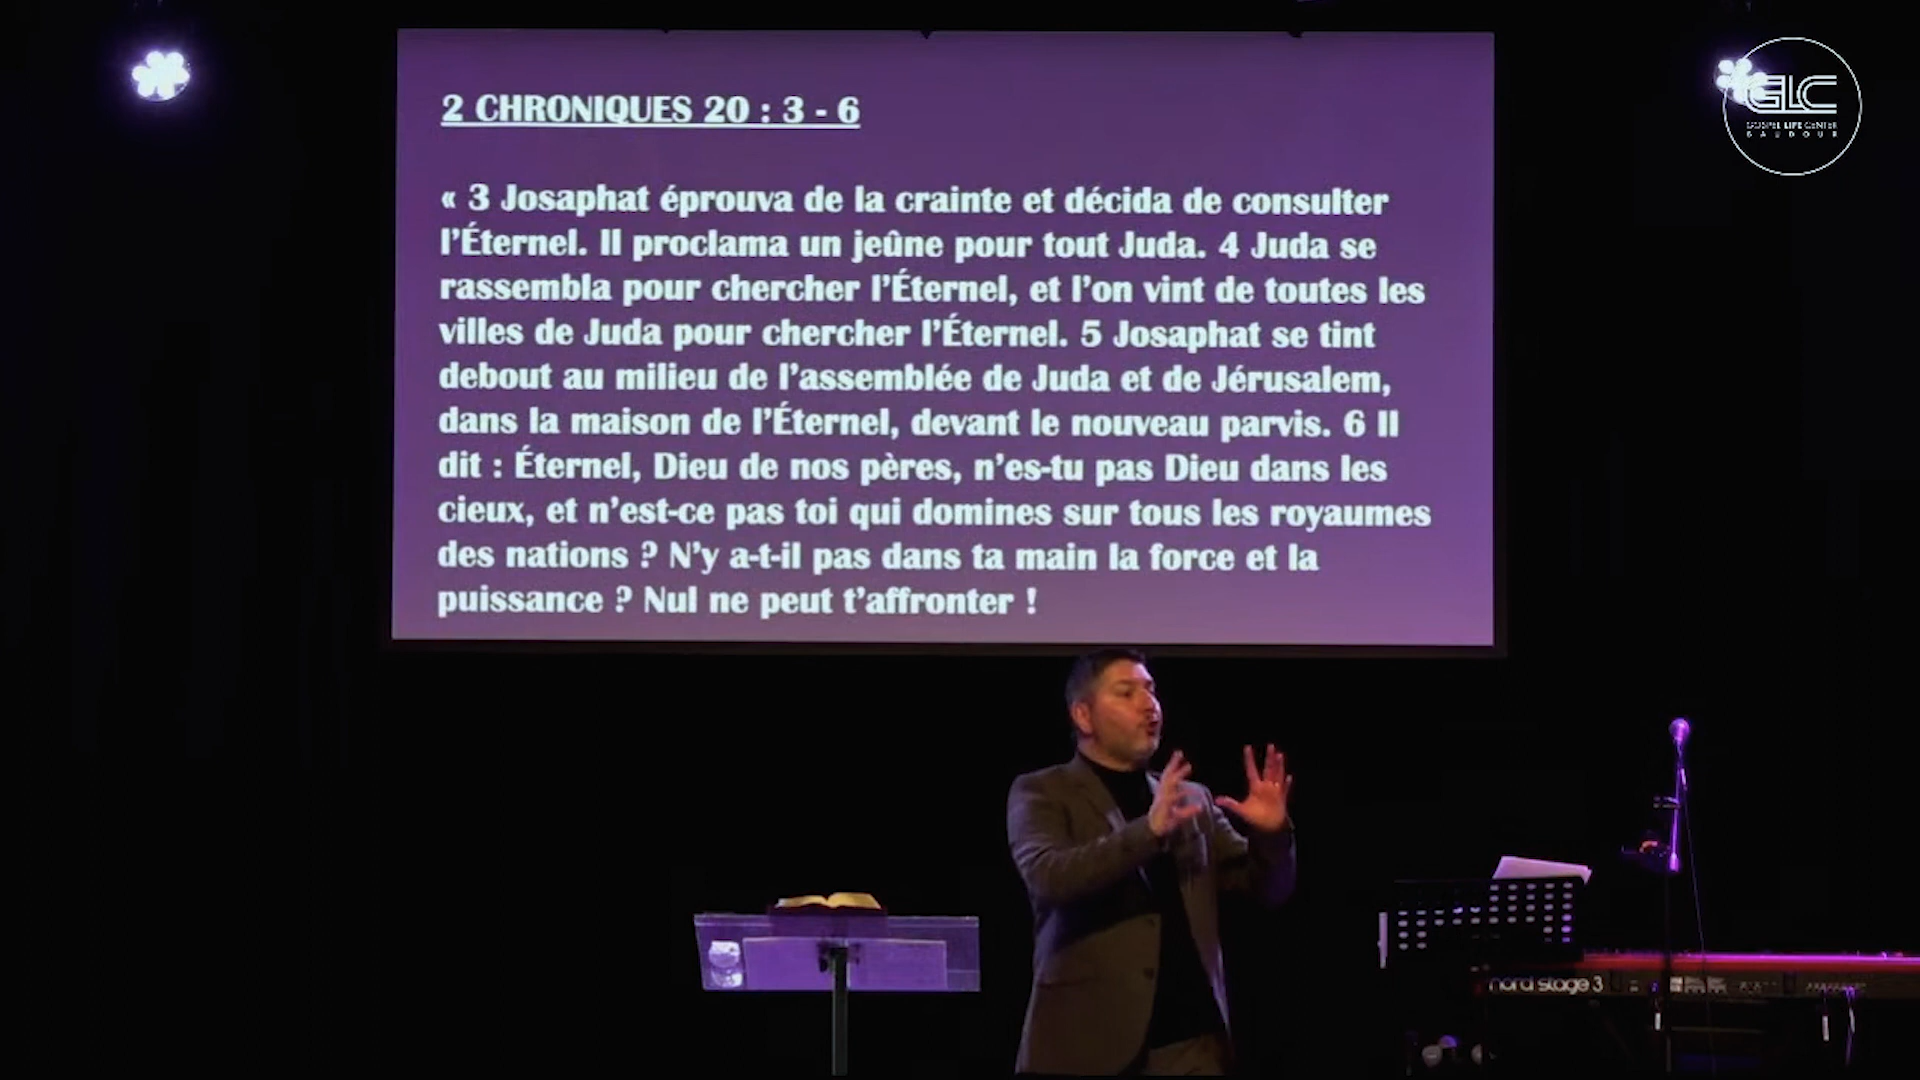 2 CHRONIQUES 20 : 3 - 6
« 3 Josaphat éprouva de la crainte et décida de consulter
l’Éternel. Il proclama un jeûne pour tout Juda. 4 Juda se
rassembla pour chercher l’Éternel, et l’on vint de toutes les
villes de Juda pour chercher l’Éternel. 5 Josaphat se tint
debout au milieu de l’assemblée de Juda et de Jérusalem,
dans la maison de l’Éternel, devant le nouveau parvis. 6 Il
dit : Éternel, Dieu de nos pères, n’es-tu pas Dieu dans les
cieux, et n’est-ce pas toi qui domines sur tous les royaumes
des nations ? N’y a-t-il pas dans ta main la force et la
puissance ? Nul ne peut t’affronter !
GLC
GOSPEL LIFE CENTER
BAUDOUR
nord stage 3